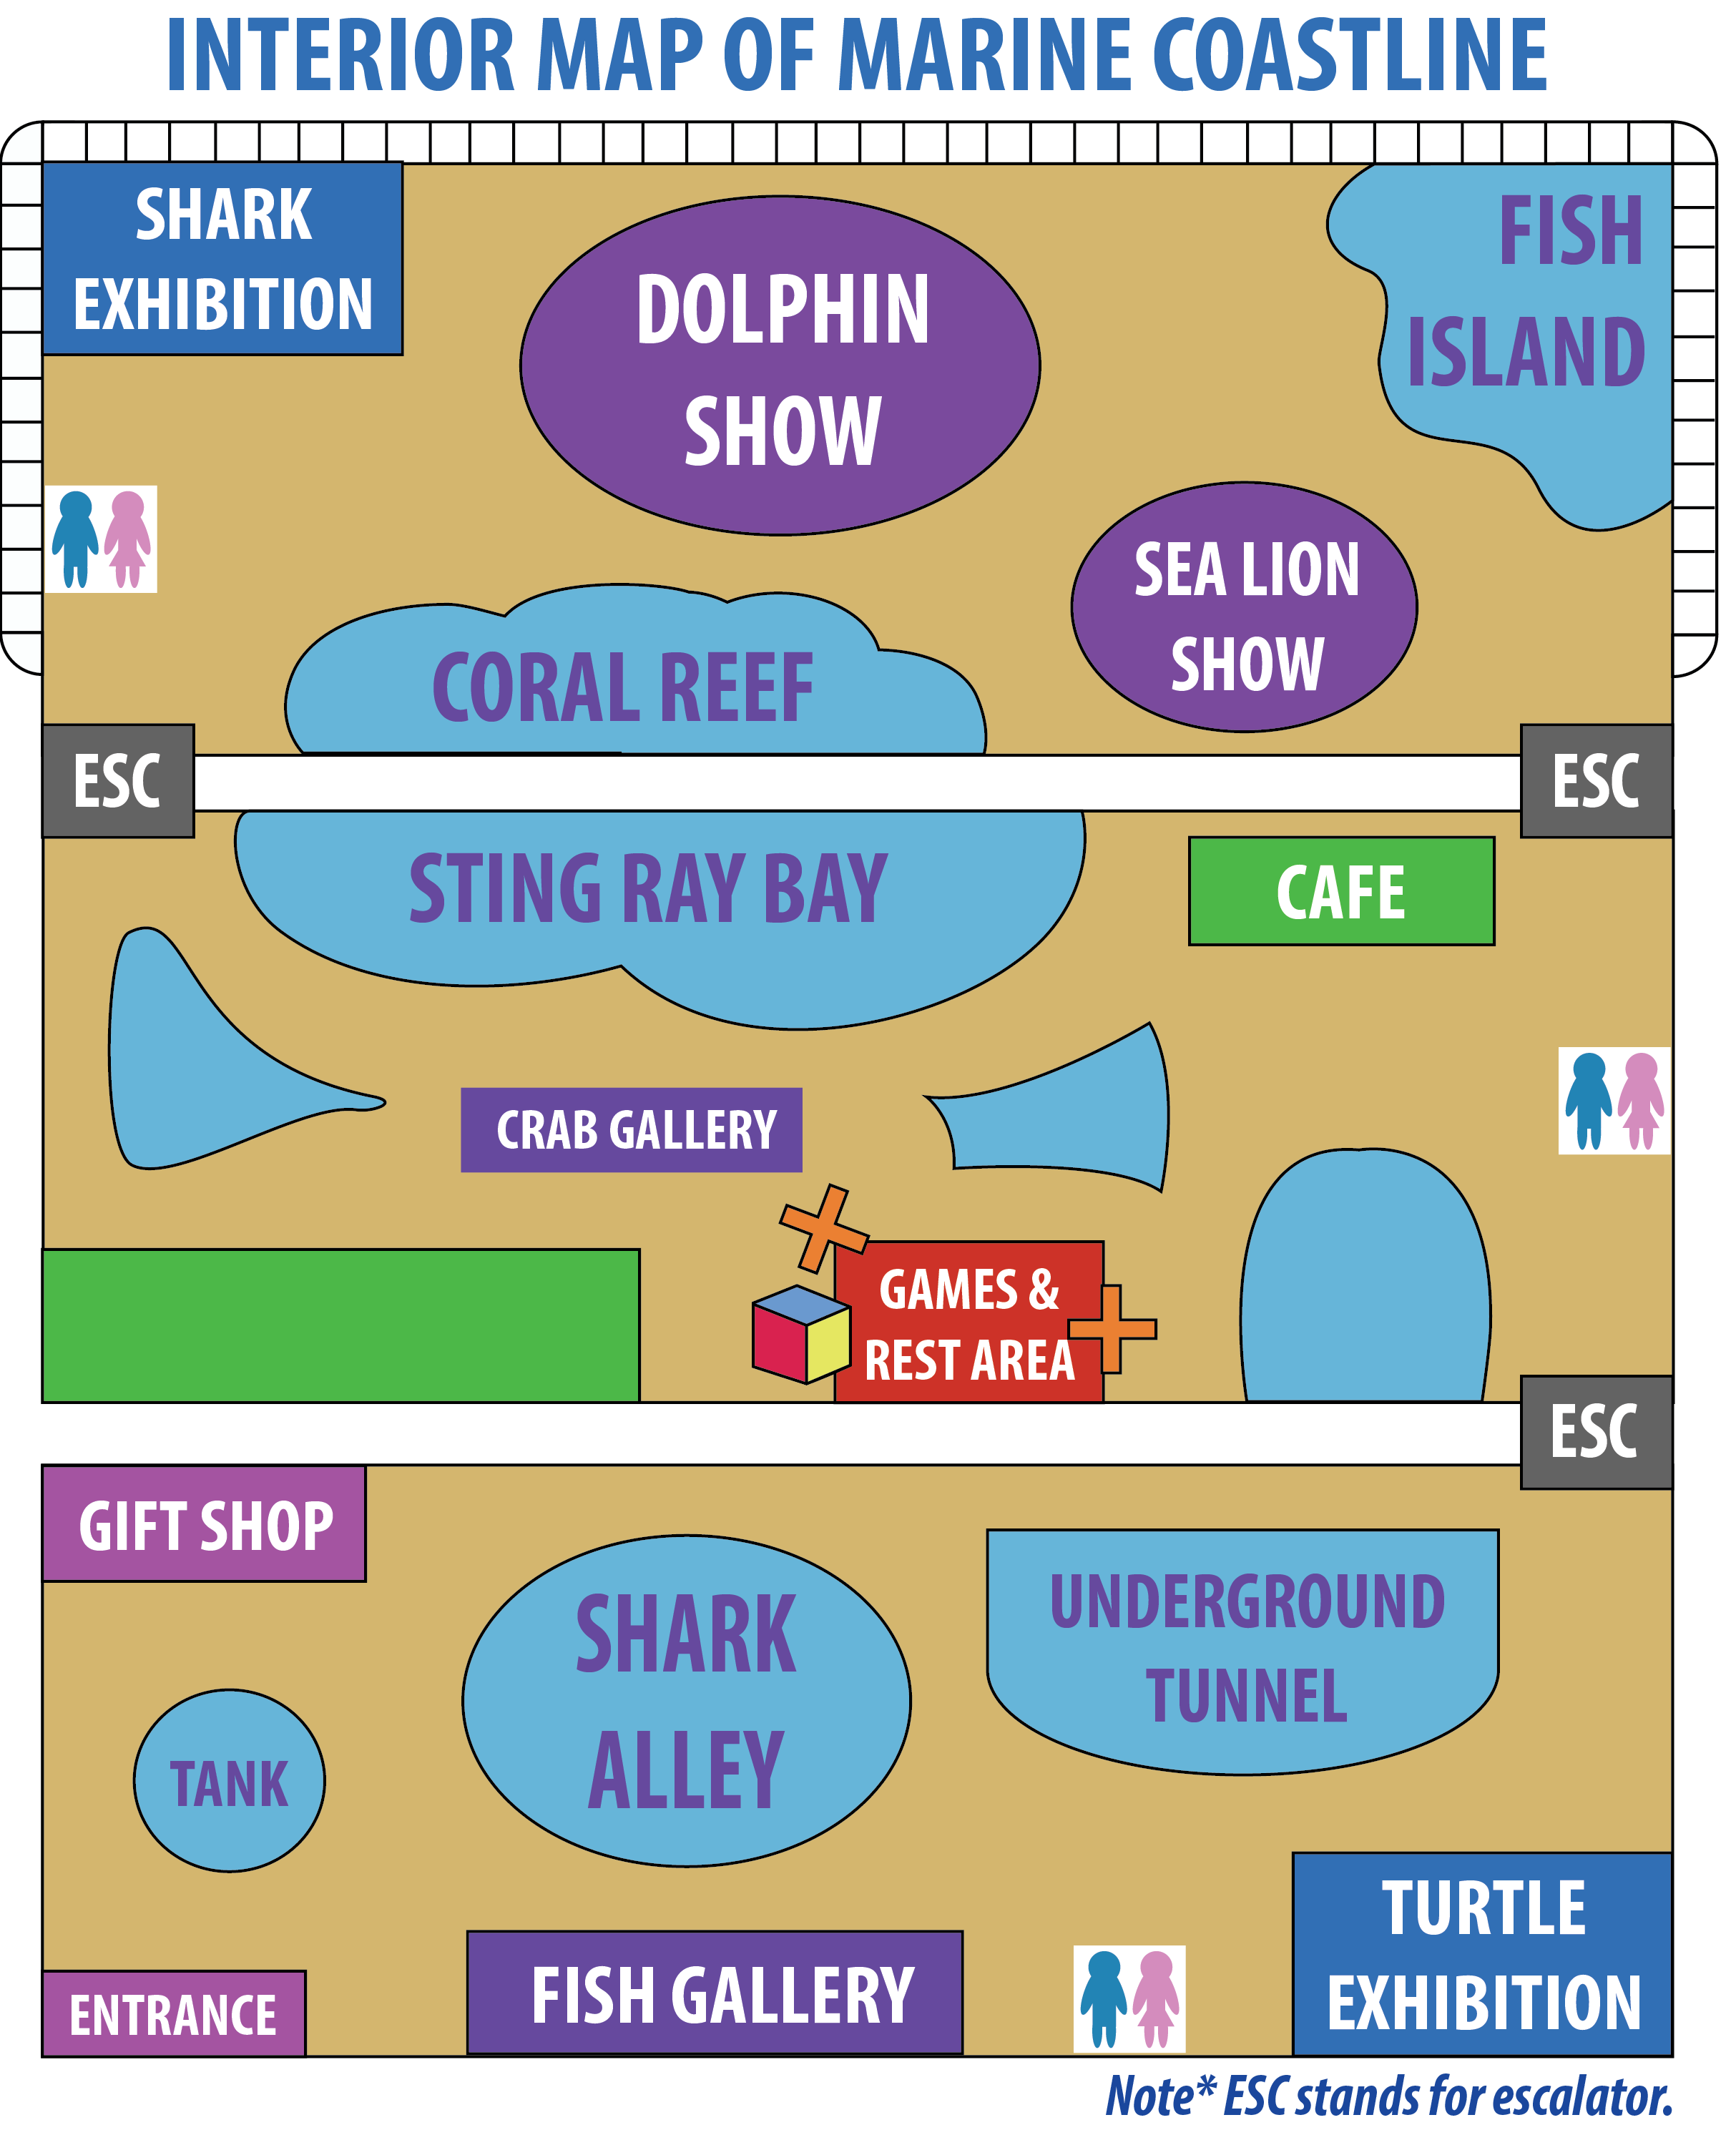 INTERIOR MAP OF MARINE COASTLINE
SHARK
EXHIBITION
DOLPHIN
SHOW
FISH
ISLAND
SEA LION
SHOW
CORAL REEF
ESC
ESC
STING RAY BAY
CAFE
CRAB GALLERY
GAMES &
REST AREA
ESC
GIFT SHOP
SHARK
ALLEY
UNDERGROUND
TUNNEL
TANK
TURTLE
EXHIBITION
FISH GALLERY
ENTRANCE
Note* ESC stands for escalator.